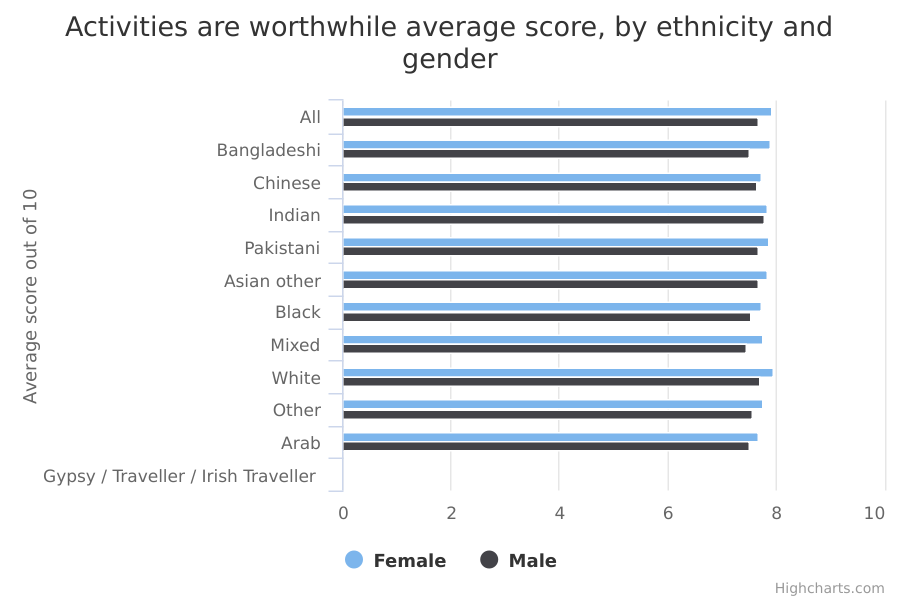 Activities are worthwhile average score, by ethnicity and
gender
Average score out of 10
All
Bangladeshi
Chinese
Indian
Pakistani
Asian other
Black
Mixed
White
Other
Arab
Gypsy / Traveller / Irish Traveller
0 2 4 6 8 10
Female Male
Highcharts.com